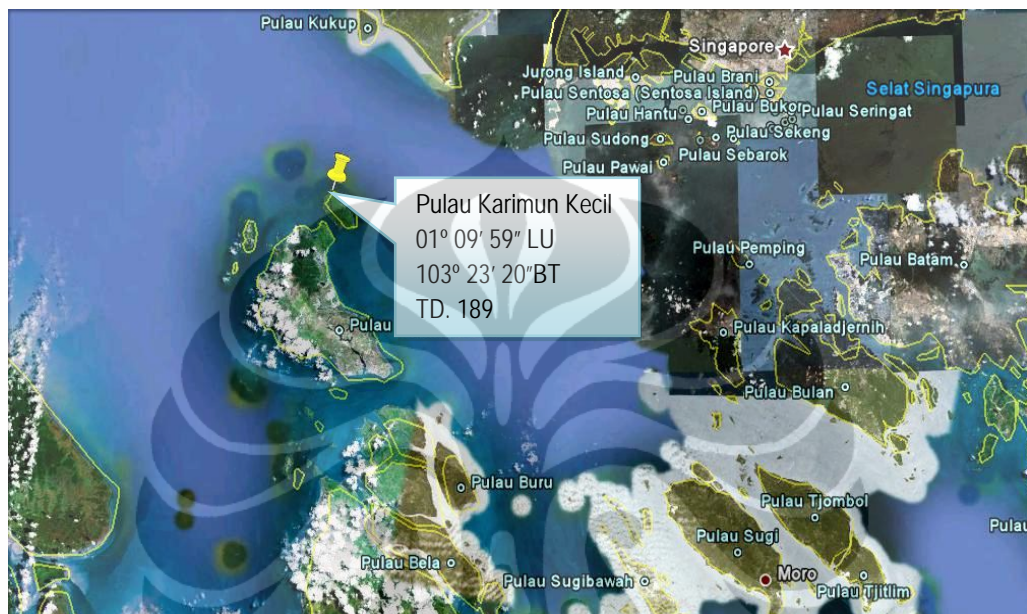 Pulau Kukup
Singapore
Jurong Island
Pulau Brani
Pulau Sentosa (Sentosa Island)
Selat Singapura
Pulau Hantu
Pulau Bukor
Pulau Seringat
Pulau Sudong
Pulau Sekeng
Pulau Pawai
Pulau Sebarok
Pulau Karimun Kecil
01º 09′ 59″ LU
103º 23′ 20″BT
TD. 189
Pulau Pemping
Pulau Batam
Pulau
Pulau Kapaladjernih
Pulau Bulan
Pulau Buru
Pulau Tjombol
Pulau Sugi
Pulau Bela
Pulau Sugibawah
Moro
Pulau Tjitlim